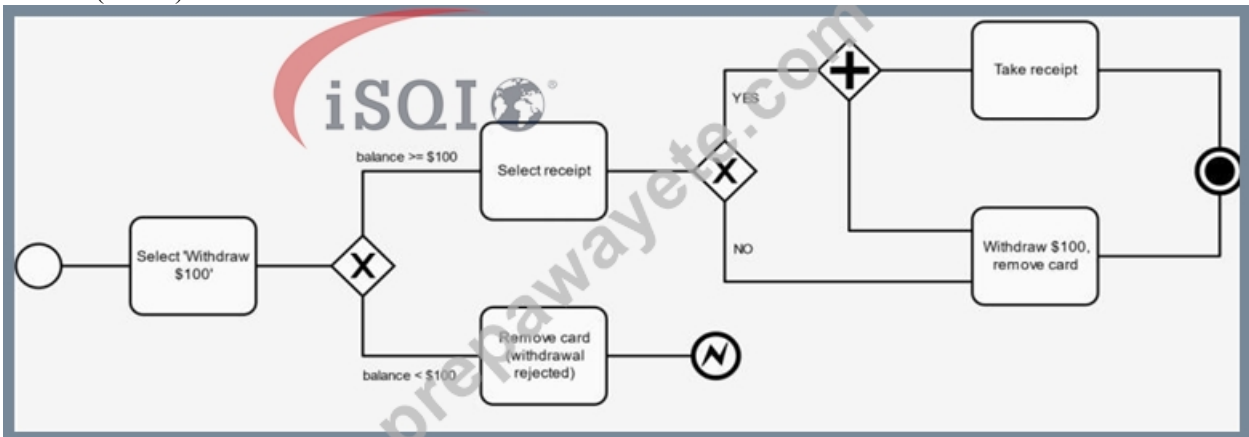 iSQI
®
balance >= $100
Select receipt
YES
Take receipt
Select 'Withdraw
$100'
X
X
NO
Withdraw $100,
remove card
balance < $100
Remove card
(withdrawal
rejected)
prepawayete.com